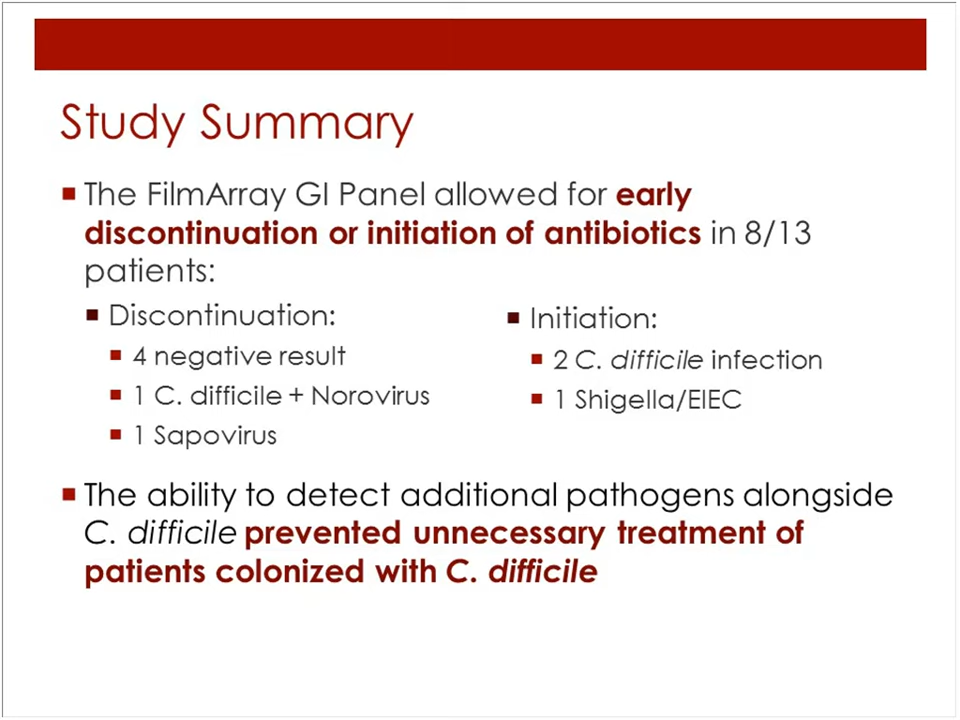 Study Summary
The FilmArray GI Panel allowed for early
discontinuation or initiation of antibiotics in 8/13
patients:
Discontinuation:
4 negative result
1 C. difficile + Norovirus
1 Sapovirus
Initiation:
2 C. difficile infection
1 Shigella/EIEC
The ability to detect additional pathogens alongside
C. difficile prevented unnecessary treatment of
patients colonized with C. difficile